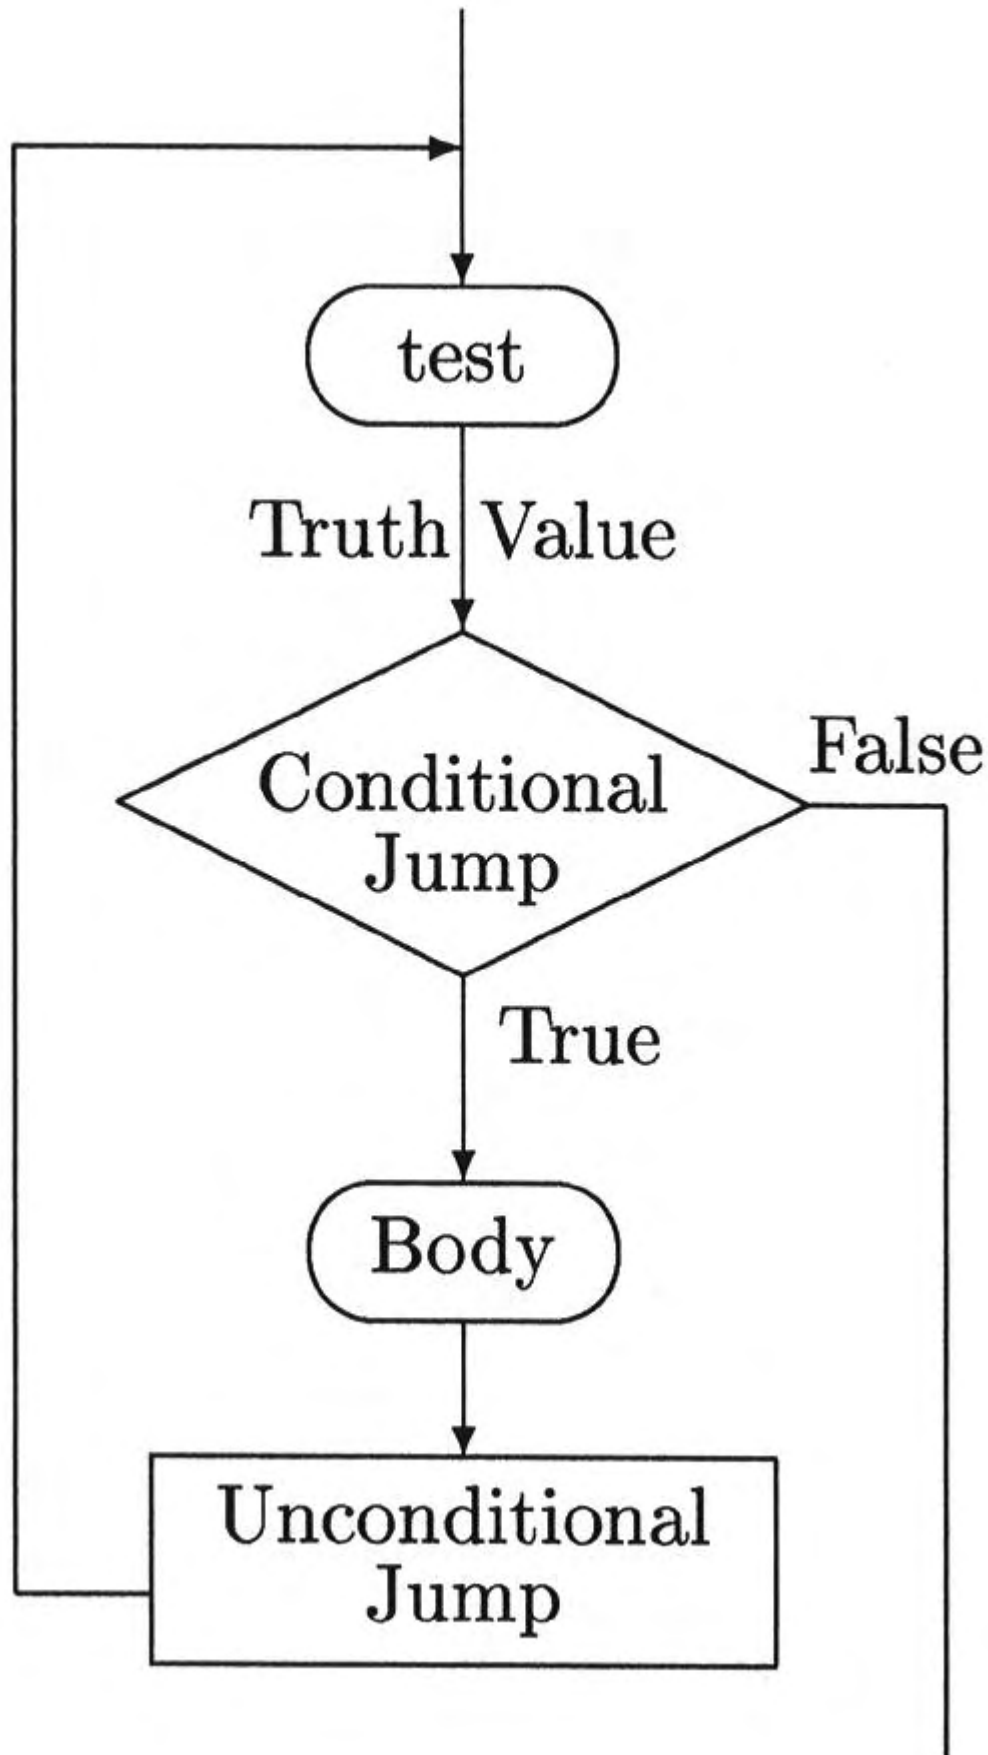 test
Truth Value
False
Conditional
Jump
True
Body
Unconditional
Jump